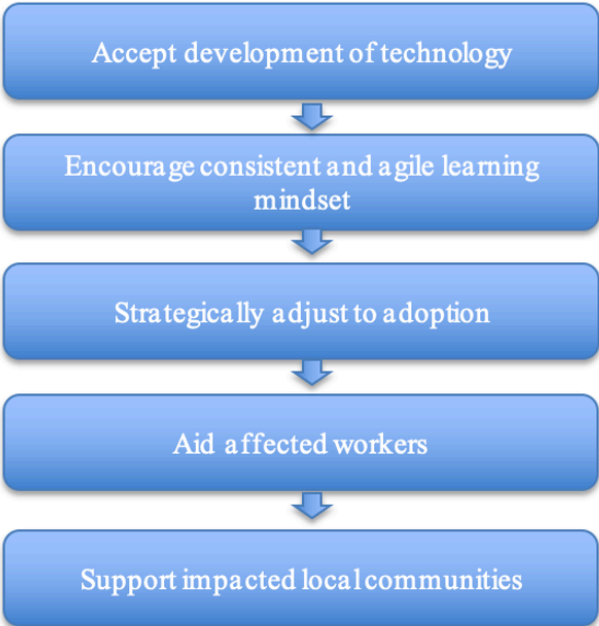 Accept development of technology
Encourage consistent and agile learning
mindset
Strategically adjust to adoption
Aid affected workers
Support impacted local communities